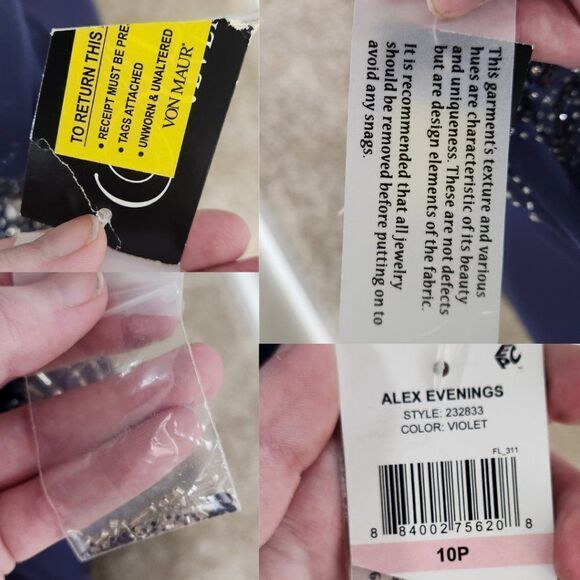 TO RETURN THIS
• RECEIPT MUST BE PRE
• TAGS ATTACHED
• UNWORN & UNALTERED
VON MAUR
This garment's texture and various
hues are characteristic of its beauty
and uniqueness. These are not defects
but are design elements of the fabric.
It is recommended that all jewelry
should be removed before putting on to
avoid any snags.
ALEX EVENINGS
STYLE: 232833
COLOR: VIOLET
FL_311
8 84002 75620 8
10P